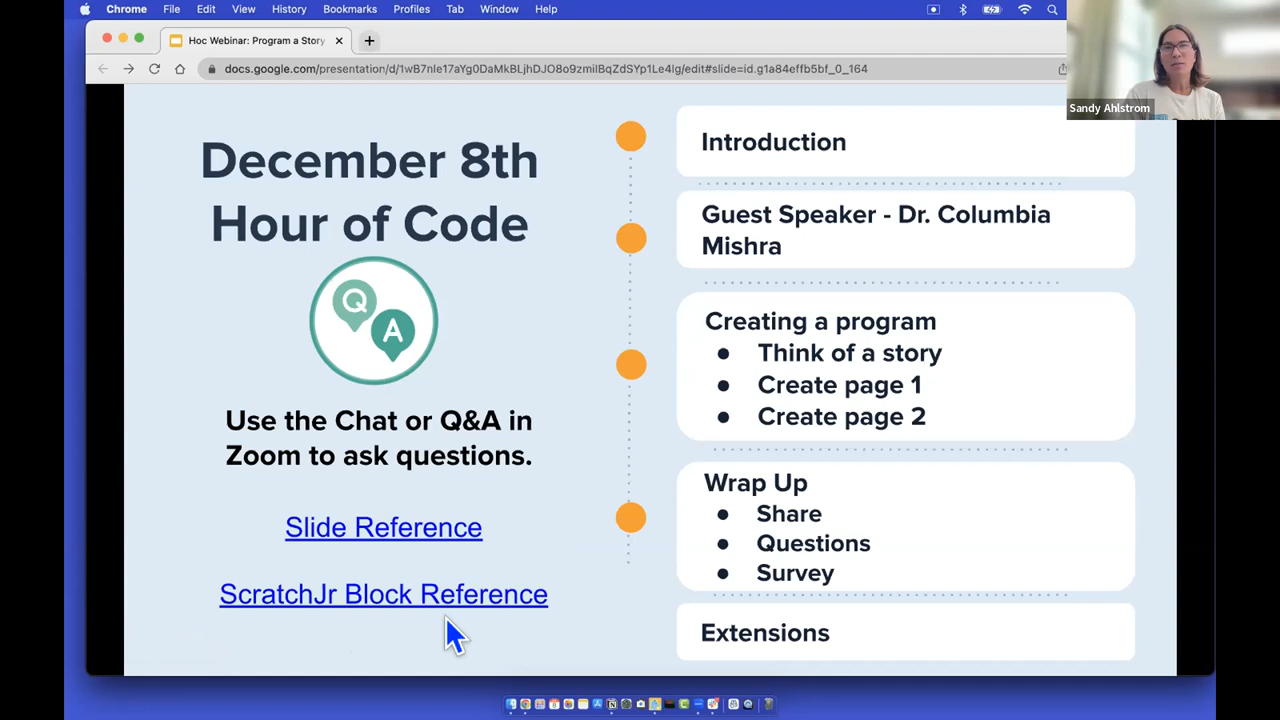 Chrome File Edit View History Bookmarks Profiles Tab Window Help
Hoc Webinar: Program a Story
docs.google.com/presentation/d/1wB7nIe17aYg0DaMkBLjhDJO8o9zmiIBqZdSYp1Le4Ig/edit#slide=id.g1a84effb5bf_0_164
Sandy Ahlstrom
December 8th
Hour of Code
Q
A
Use the Chat or Q&A in
Zoom to ask questions.
Slide Reference
ScratchJr Block Reference
Introduction
Guest Speaker - Dr. Columbia
Mishra
Creating a program
● Think of a story
● Create page 1
● Create page 2
Wrap Up
● Share
● Questions
● Survey
Extensions